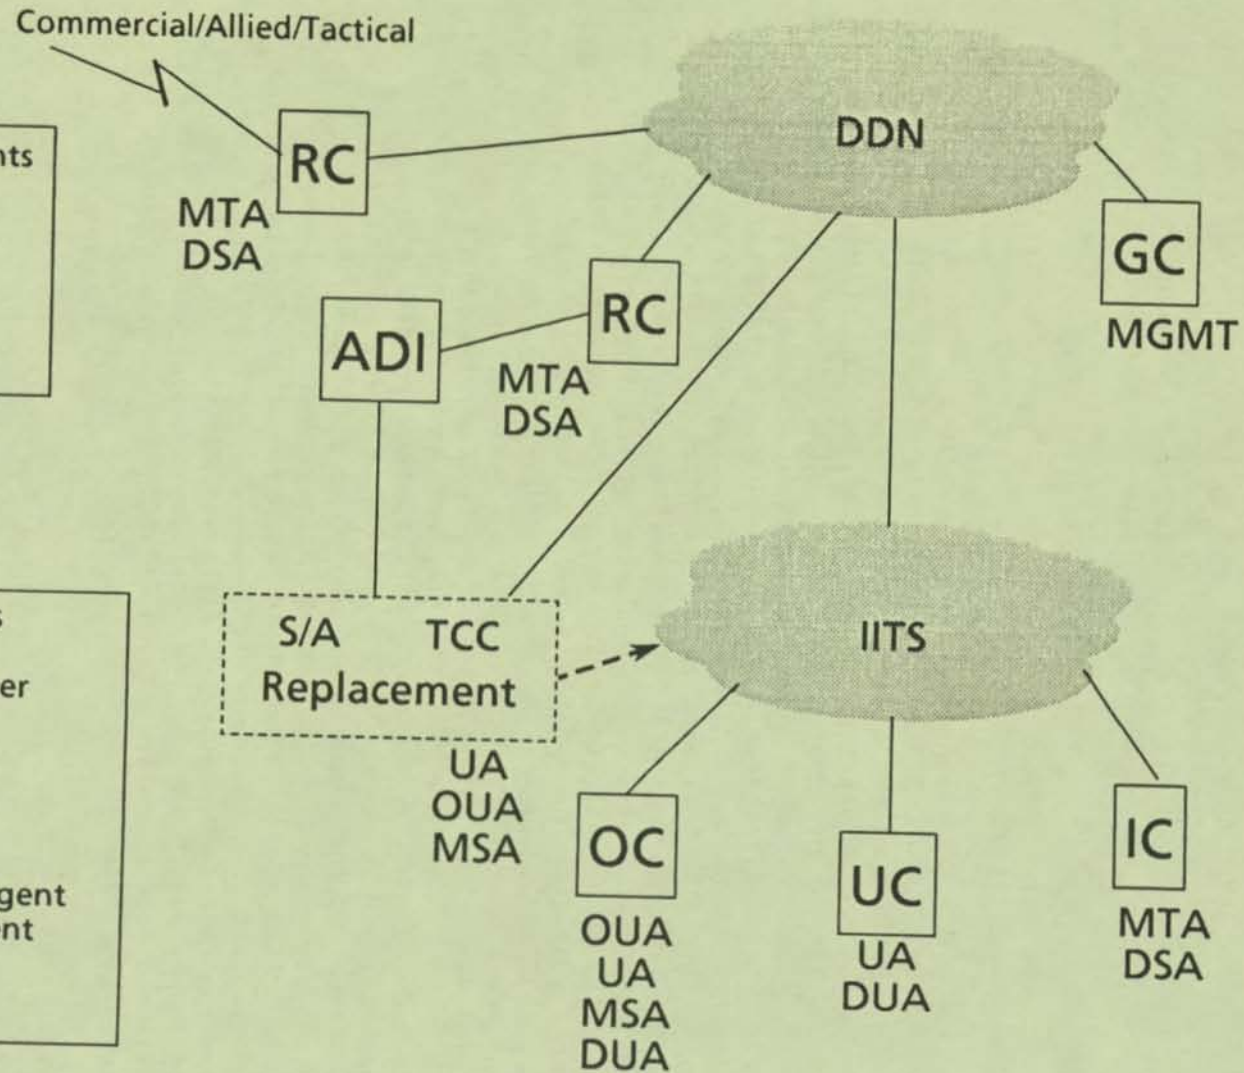 Commercial/Allied/Tactical
DDN
RC
MTA
DSA
GC
MGMT
RC
MTA
DSA
ADI
S/A TCC
Replacement
UA
OUA
MSA
IITS
OC
OUA
UA
MSA
DUA
UC
UA
DUA
IC
MTA
DSA